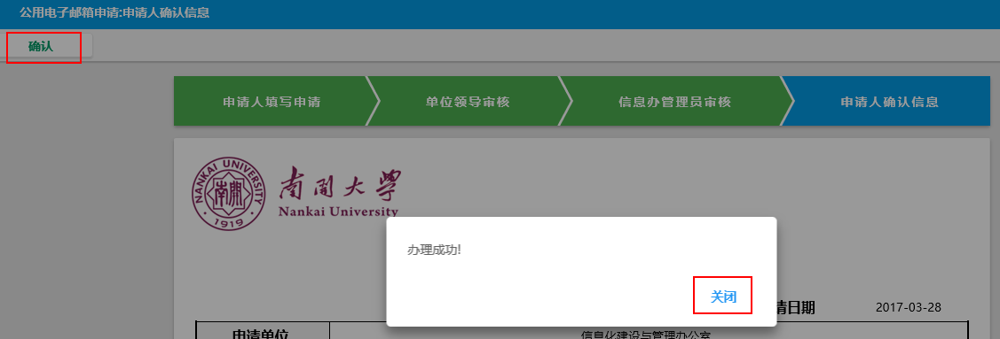 公用电子邮箱申请:申请人确认信息
确认
申请人填写申请
单位领导审核
信息办管理员审核
申请人确认信息
NANKAI UNIVERSITY
南開
1919
南開大學
Nankai University
办理成功!
关闭
请日期
2017-03-28
申请单位
信息化建设与管理办公室